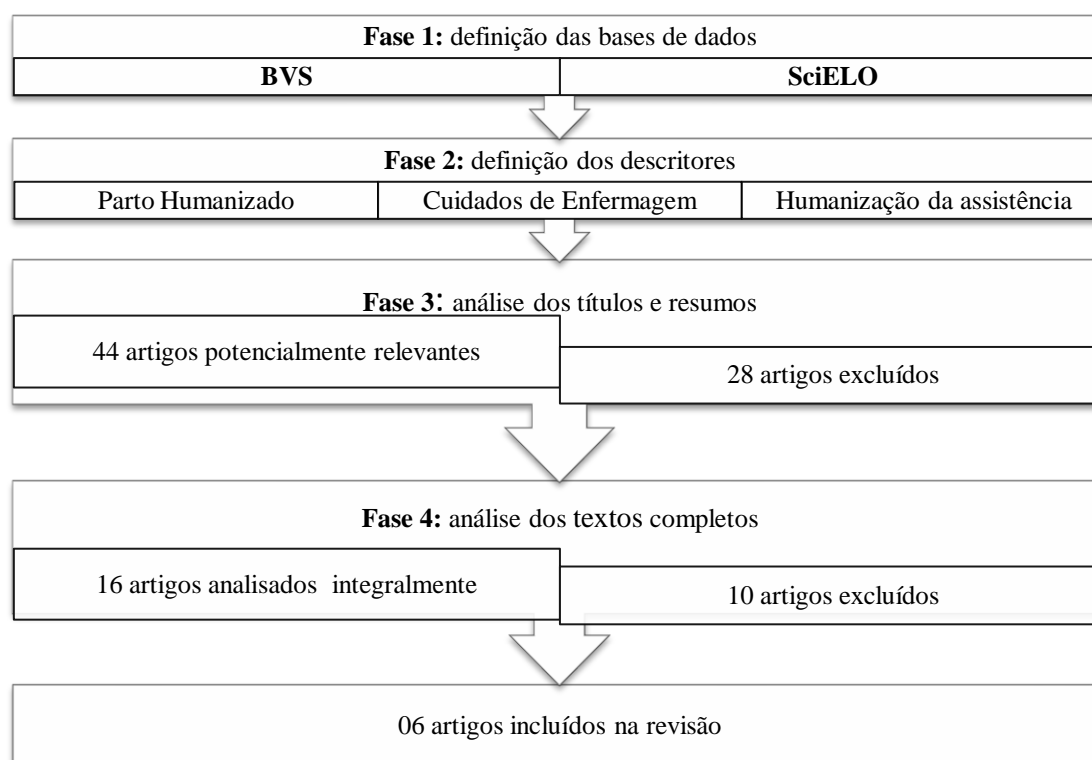 Fase 1: definição das bases de dados
BVS
SciELO
Fase 2: definição dos descritores
Parto Humanizado
Cuidados de Enfermagem
Humanização da assistência
Fase 3: análise dos títulos e resumos
44 artigos potencialmente relevantes
28 artigos excluídos
Fase 4: análise dos textos completos
16 artigos analisados integralmente
10 artigos excluídos
06 artigos incluídos na revisão